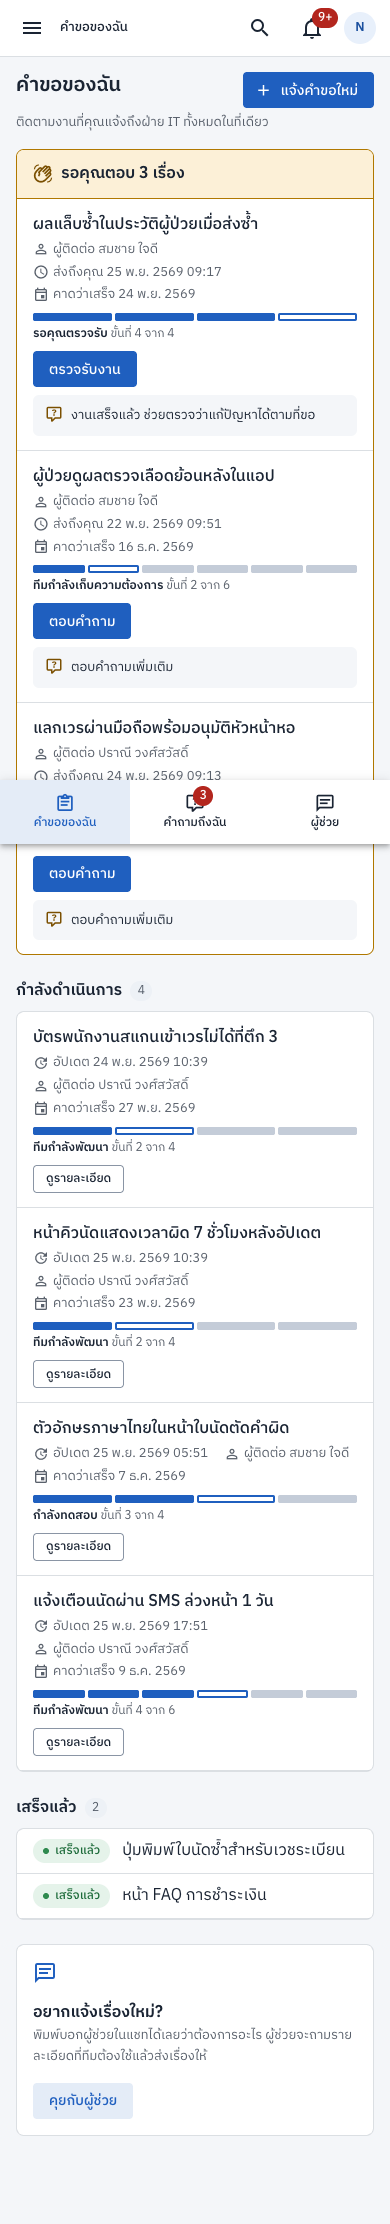 คำขอของฉัน
9+
N
คำขอของฉัน
แจ้งคำขอใหม่
ติดตามงานที่คุณแจ้งถึงฝ่าย IT ทั้งหมดในที่เดียว
รอคุณตอบ 3 เรื่อง
ผลแล็บซ้ำในประวัติผู้ป่วยเมื่อส่งซ้ำ
ผู้ติดต่อ สมชาย ใจดี
ส่งถึงคุณ 25 พ.ย. 2569 09:17
คาดว่าเสร็จ 24 พ.ย. 2569
รอคุณตรวจรับ ขั้นที่ 4 จาก 4
ตรวจรับงาน
งานเสร็จแล้ว ช่วยตรวจว่าแก้ปัญหาได้ตามที่ขอ
ผู้ป่วยดูผลตรวจเลือดย้อนหลังในแอป
ผู้ติดต่อ สมชาย ใจดี
ส่งถึงคุณ 22 พ.ย. 2569 09:51
คาดว่าเสร็จ 16 ธ.ค. 2569
ทีมกำลังเก็บความต้องการ ขั้นที่ 2 จาก 6
ตอบคำถาม
ตอบคำถามเพิ่มเติม
แลกเวรผ่านมือถือพร้อมอนุมัติหัวหน้าหอ
ผู้ติดต่อ ปราณี วงศ์สวัสดิ์
ส่งถึงคุณ 24 พ.ย. 2569 09:13
คำขอของฉัน
3
คำถามถึงฉัน
ผู้ช่วย
ตอบคำถาม
ตอบคำถามเพิ่มเติม
กำลังดำเนินการ 4
บัตรพนักงานสแกนเข้าเวรไม่ได้ที่ตึก 3
อัปเดต 24 พ.ย. 2569 10:39
ผู้ติดต่อ ปราณี วงศ์สวัสดิ์
คาดว่าเสร็จ 27 พ.ย. 2569
ทีมกำลังพัฒนา ขั้นที่ 2 จาก 4
ดูรายละเอียด
หน้าคิวนัดแสดงเวลาผิด 7 ชั่วโมงหลังอัปเดต
อัปเดต 25 พ.ย. 2569 10:39
ผู้ติดต่อ ปราณี วงศ์สวัสดิ์
คาดว่าเสร็จ 23 พ.ย. 2569
ทีมกำลังพัฒนา ขั้นที่ 2 จาก 4
ดูรายละเอียด
ตัวอักษรภาษาไทยในหน้าใบนัดตัดคำผิด
อัปเดต 25 พ.ย. 2569 05:51 ผู้ติดต่อ สมชาย ใจดี
คาดว่าเสร็จ 7 ธ.ค. 2569
กำลังทดสอบ ขั้นที่ 3 จาก 4
ดูรายละเอียด
แจ้งเตือนนัดผ่าน SMS ล่วงหน้า 1 วัน
อัปเดต 25 พ.ย. 2569 17:51
ผู้ติดต่อ ปราณี วงศ์สวัสดิ์
คาดว่าเสร็จ 9 ธ.ค. 2569
ทีมกำลังพัฒนา ขั้นที่ 4 จาก 6
ดูรายละเอียด
เสร็จแล้ว 2
เสร็จแล้ว ปุ่มพิมพ์ใบนัดซ้ำสำหรับเวชระเบียน
เสร็จแล้ว หน้า FAQ การชำระเงิน
อยากแจ้งเรื่องใหม่?
พิมพ์บอกผู้ช่วยในแชทได้เลยว่าต้องการอะไร ผู้ช่วยจะถามราย
ละเอียดที่ทีมต้องใช้แล้วส่งเรื่องให้
คุยกับผู้ช่วย